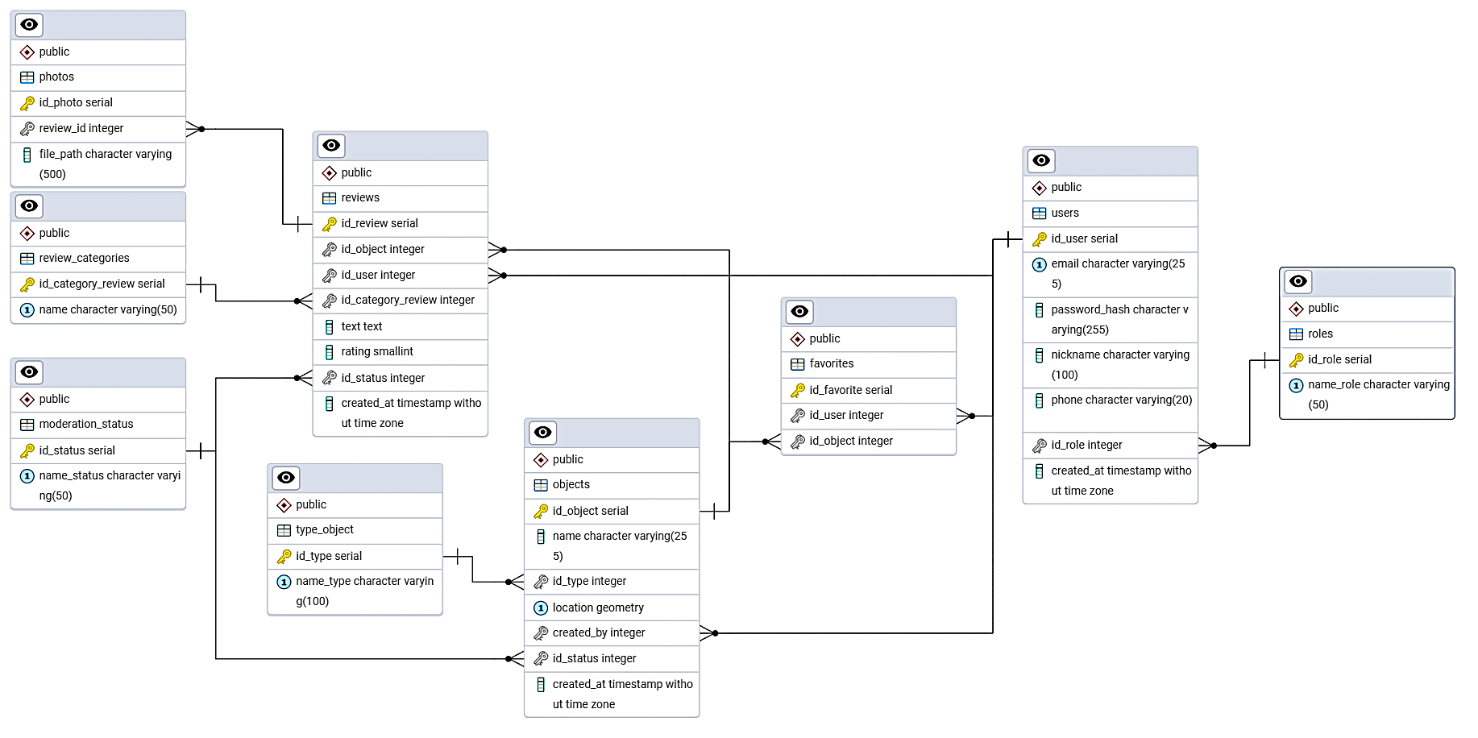 public
photos
id_photo serial
review_id integer
file_path character varying
(500)
public
review_categories
id_category_review serial
1 name character varying(50)
public
moderation_status
id_status serial
1 name_status character varyi
ng(50)
public
reviews
id_review serial
id_object integer
id_user integer
id_category_review integer
text text
rating smallint
id_status integer
created_at timestamp witho
ut time zone
public
type_object
id_type serial
1 name_type character varyin
g(100)
public
objects
id_object serial
name character varying(25
5)
id_type integer
1 location geometry
created_by integer
id_status integer
created_at timestamp witho
ut time zone
public
favorites
id_favorite serial
id_user integer
id_object integer
public
users
id_user serial
1 email character varying(25
5)
password_hash character v
arying(255)
nickname character varying
(100)
phone character varying(20)
id_role integer
created_at timestamp witho
ut time zone
public
roles
id_role serial
1 name_role character varying
(50)